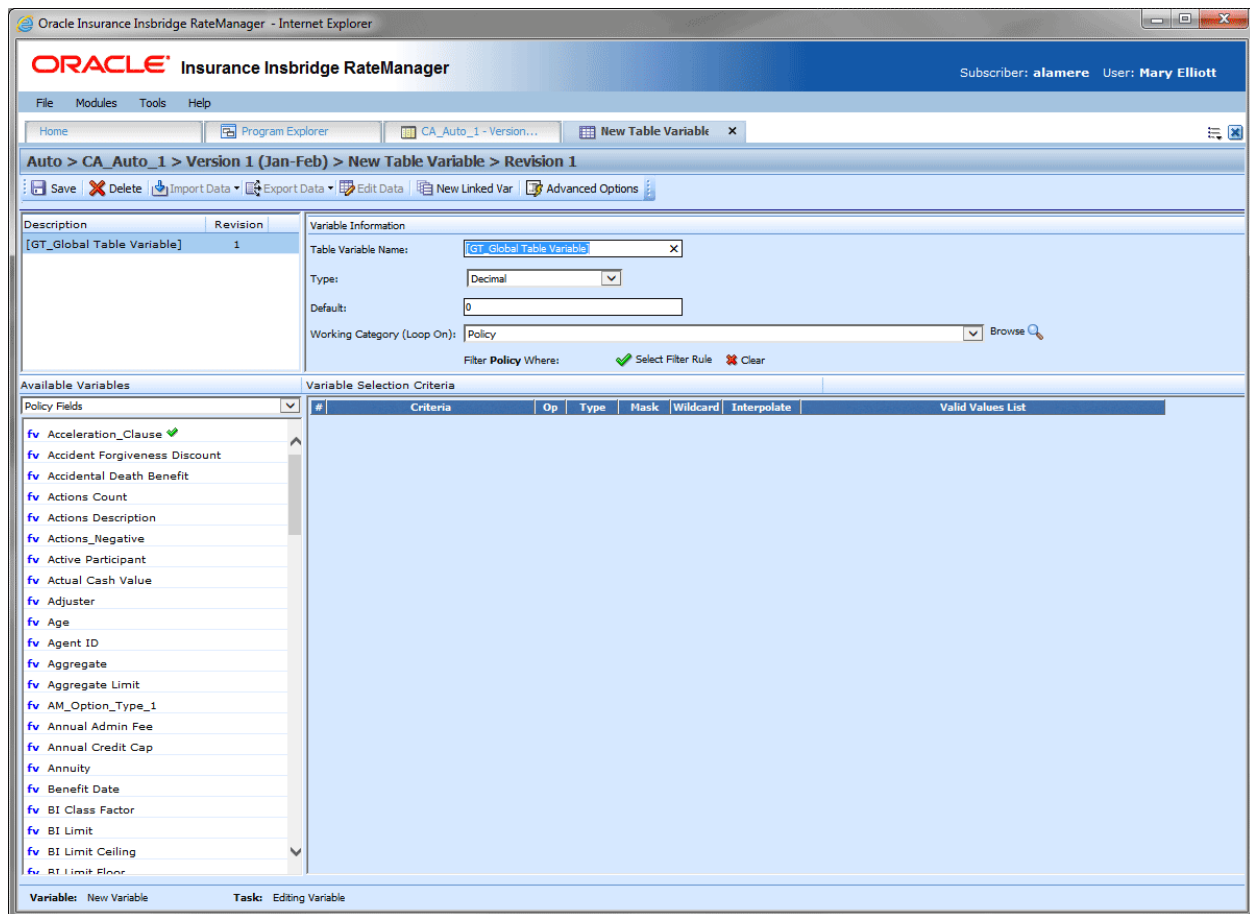 Oracle Insurance Insbridge RateManager - Internet Explorer
ORACLE® Insurance Insbridge RateManager
Subscriber: alamere User: Mary Elliott
File Modules Tools Help
Home Program Explorer CA_Auto_1 - Version... New Table Variable
Auto > CA_Auto_1 > Version 1 (Jan-Feb) > New Table Variable > Revision 1
Save Delete Import Data Export Data Edit Data New Linked Var Advanced Options
Description Revision
[GT_Global Table Variable] 1
Variable Information
Table Variable Name: [GT_Global Table Variable]
Type: Decimal
Default: 0
Working Category (Loop On): Policy Browse
Filter Policy Where: Select Filter Rule Clear
Available Variables
Policy Fields
fv Acceleration_Clause
fv Accident Forgiveness Discount
fv Accidental Death Benefit
fv Actions Count
fv Actions Description
fv Actions_Negative
fv Active Participant
fv Actual Cash Value
fv Adjuster
fv Age
fv Agent ID
fv Aggregate
fv Aggregate Limit
fv AM_Option_Type_1
fv Annual Admin Fee
fv Annual Credit Cap
fv Annuity
fv Benefit Date
fv BI Class Factor
fv BI Limit
fv BI Limit Ceiling
fv BI Limit Floor
Variable Selection Criteria
# Criteria Op Type Mask Wildcard Interpolate Valid Values List
Variable: New Variable Task: Editing Variable